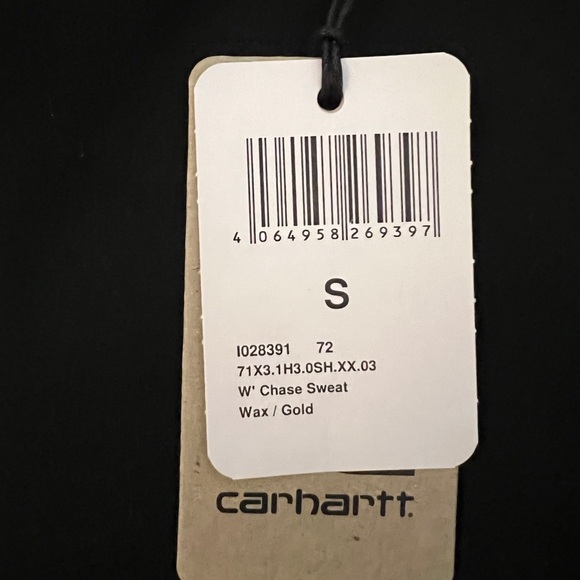 4 064958 269397
S
I028391 72
71X3.1H3.0SH.XX.03
W' Chase Sweat
Wax / Gold
carhartt.